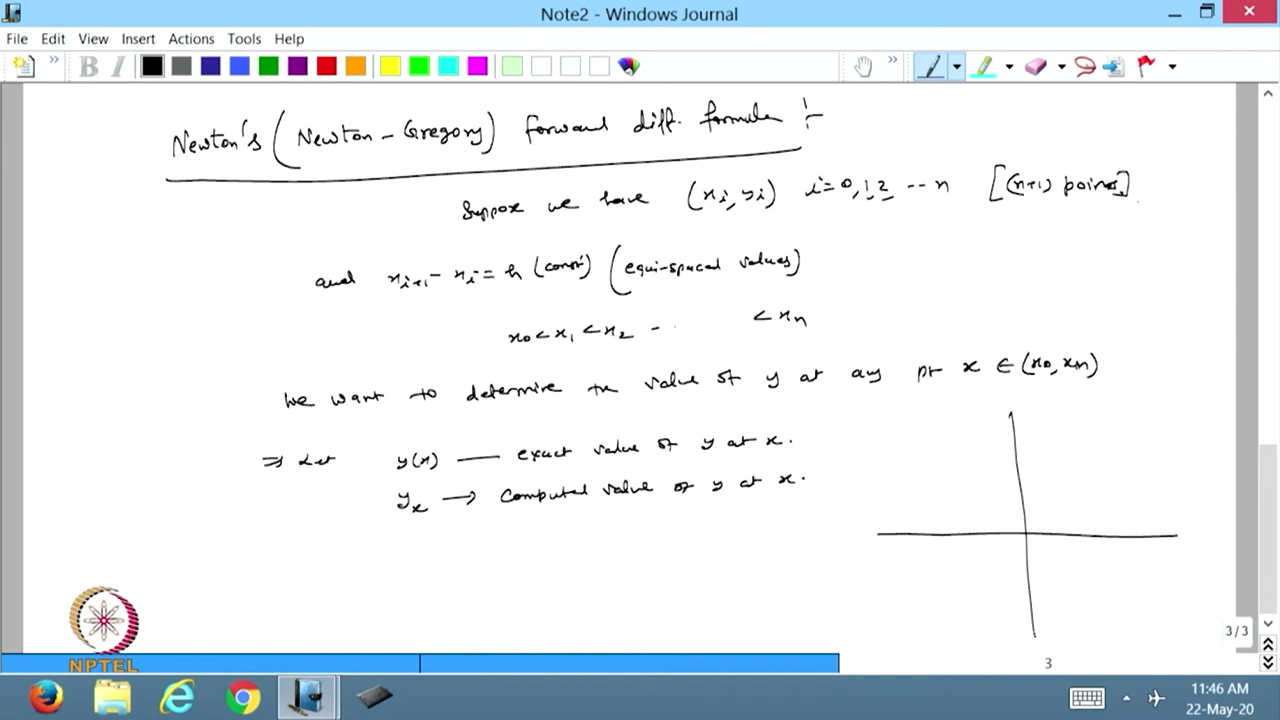 Note2 - Windows Journal
File Edit View Insert Actions Tools Help
Newton's (Newton-Gregory) forward diff. formula :-
Suppose we have (xi, yi) i=0,1,2 --- n [(n+1) points]
and xi+1 - xi = h (const) (equi-spaced values)
x0 < x1 < x2 - - < xn
We want to determine the value of y at any pt x ∈ (x0, xn)
⇒ Let y(x) —— exact value of y at x.
yx → Computed value of y at x.
3/3
NPTEL
3
11:46 AM
22-May-20